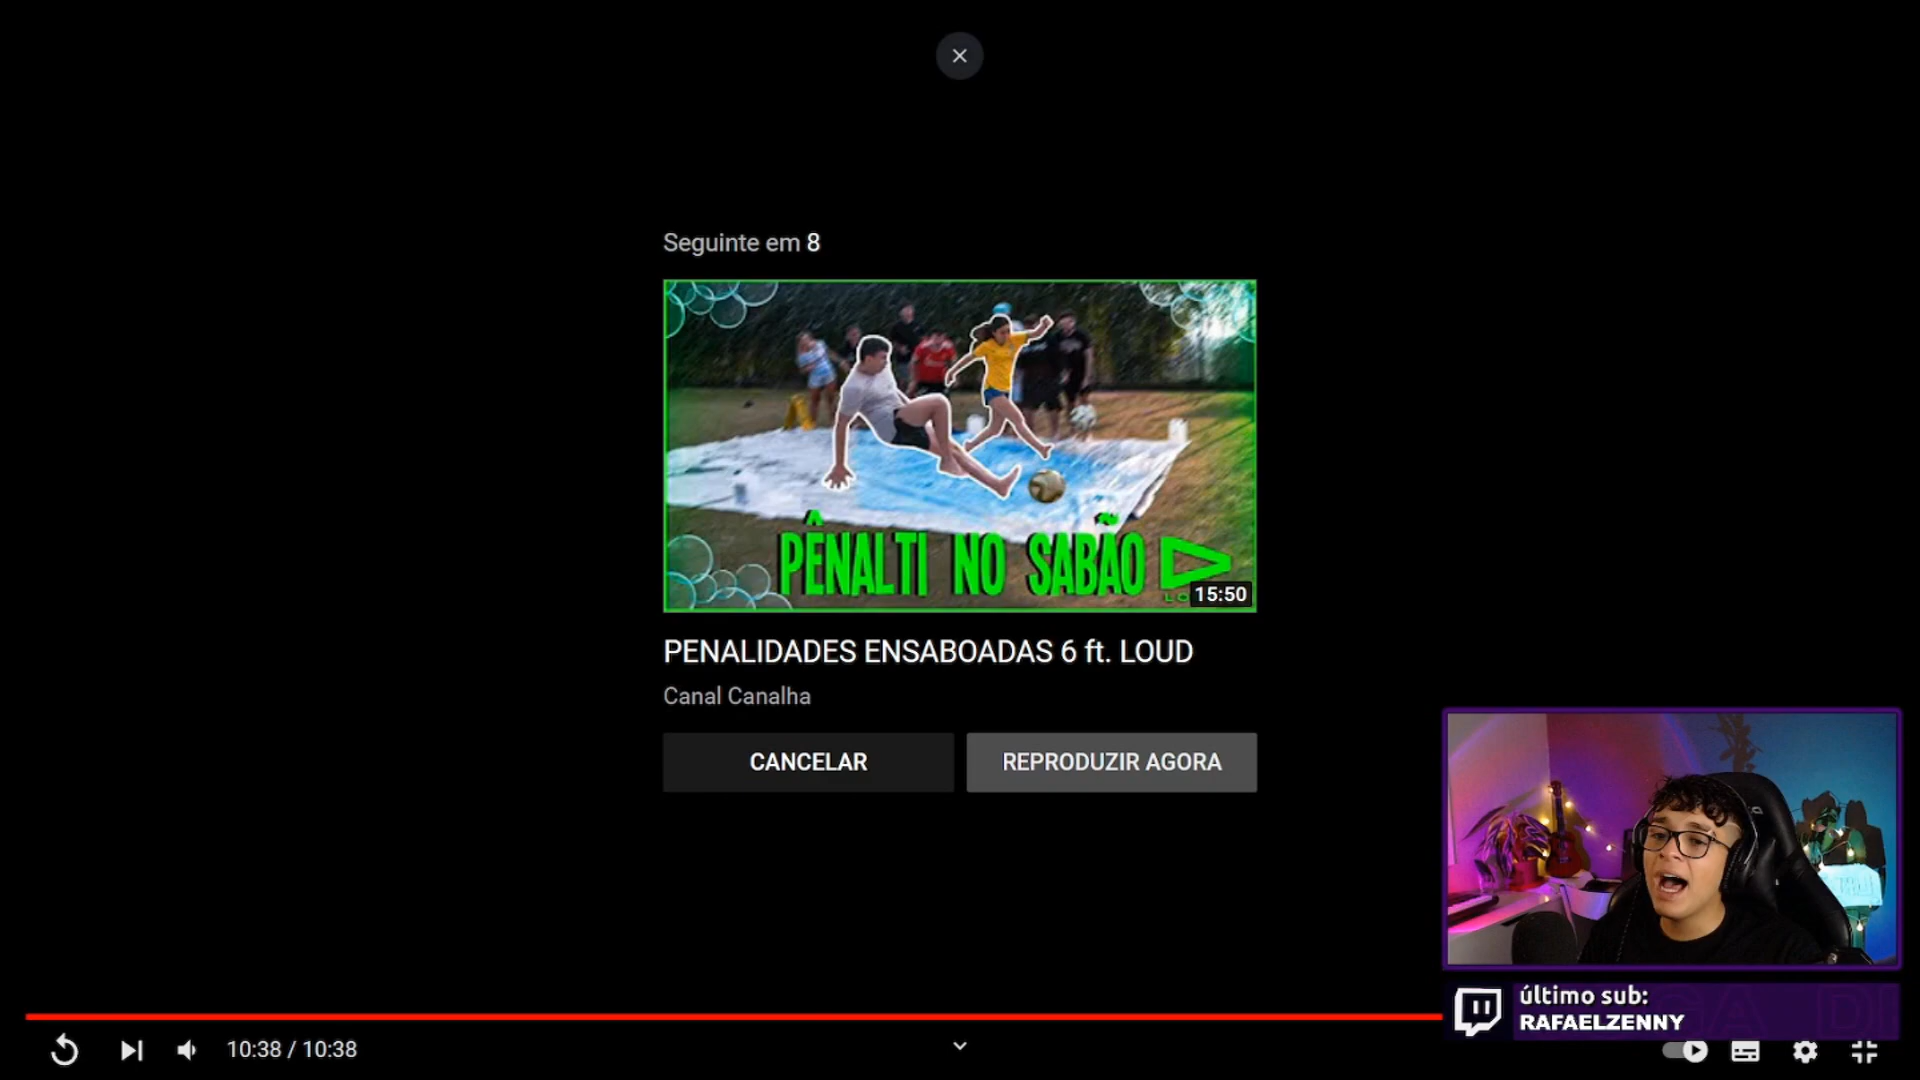 Seguinte em 8
PÊNALTI NO SABÃO
LO
15:50
PENALIDADES ENSABOADAS 6 ft. LOUD
Canal Canalha
CANCELAR
REPRODUZIR AGORA
último sub:
RAFAELZENNY
10:38 / 10:38